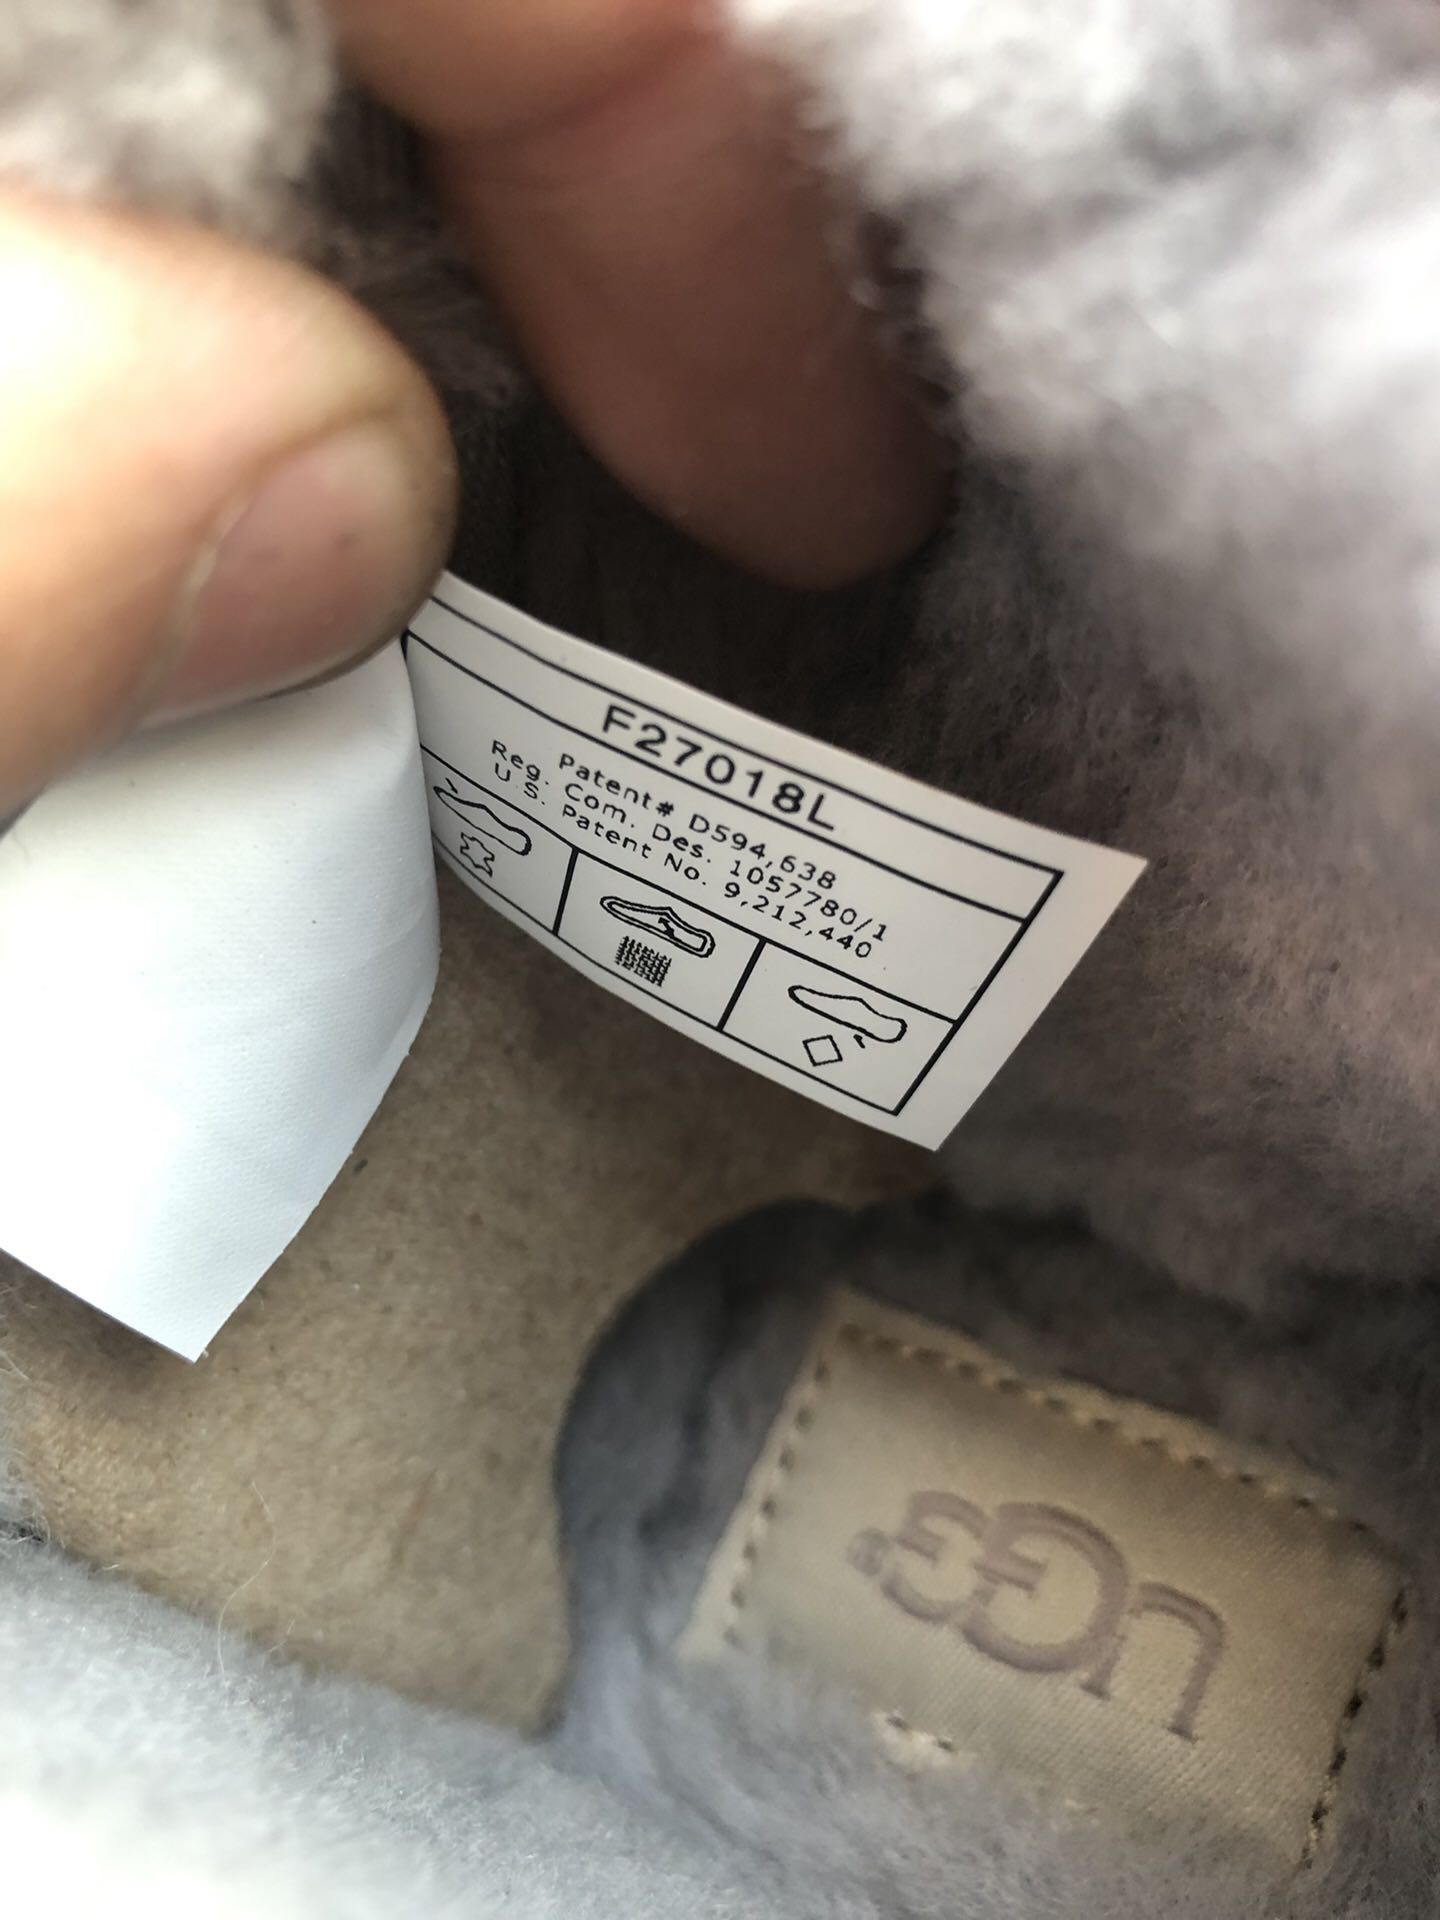 F27018L
Patent# D594,638
Reg. Com. Des. 1057780/1
U.S. Patent No. 9,212,440
UGG®